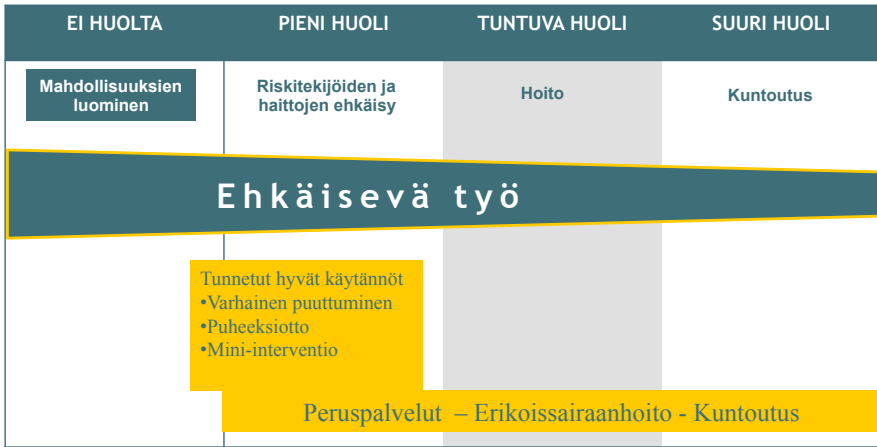 EI HUOLTA
PIENI HUOLI
TUNTUVA HUOLI
SUURI HUOLI
Mahdollisuuksien
luominen
Riskitekijöiden ja
haittojen ehkäisy
Hoito
Kuntoutus
Ehkäisevä työ
Tunnetut hyvät käytännöt
•Varhainen puuttuminen
•Puheeksiotto
•Mini-interventio
Peruspalvelut – Erikoissairaanhoito - Kuntoutus